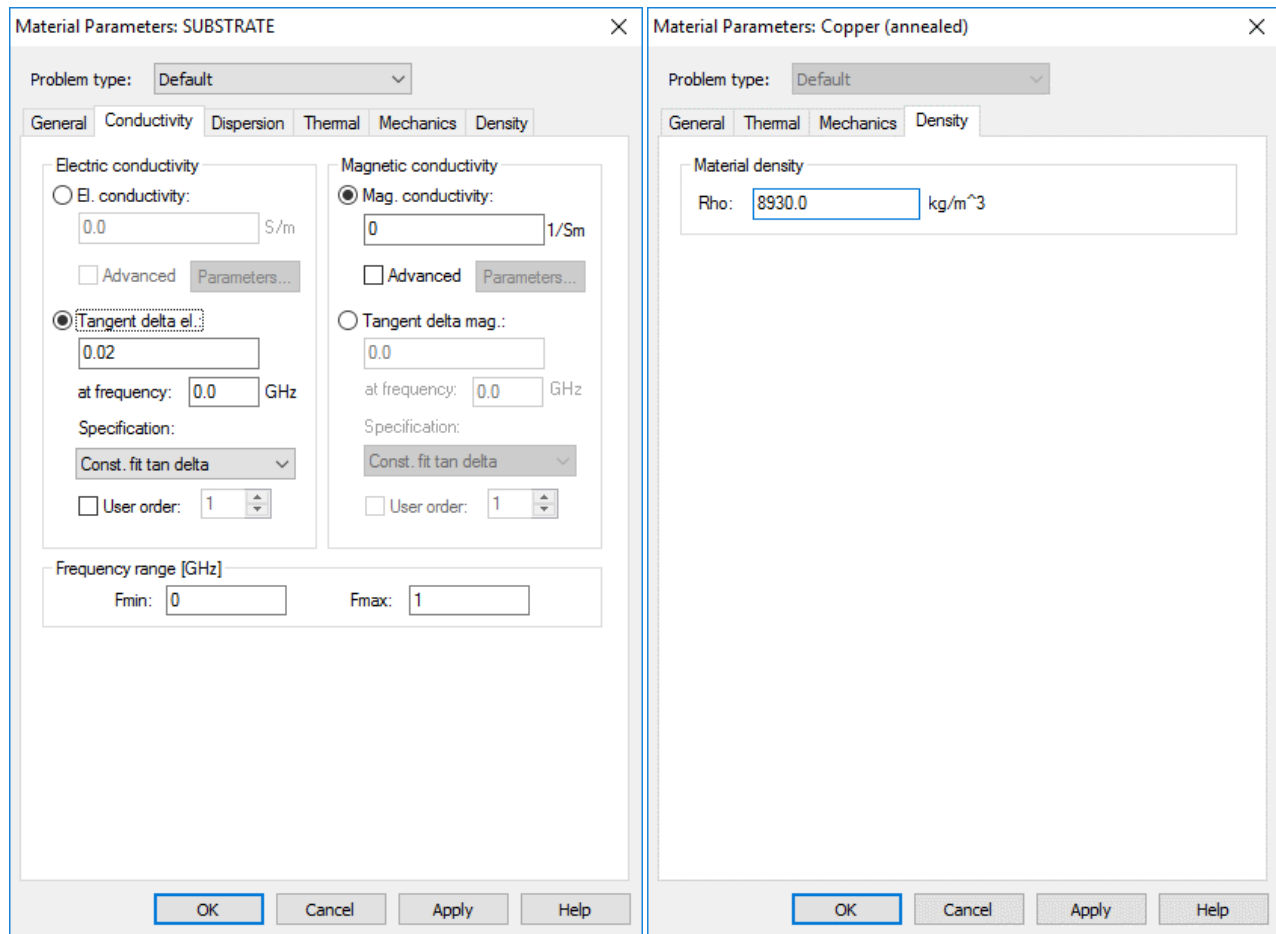 Material Parameters: SUBSTRATE
Problem type: Default
General Conductivity Dispersion Thermal Mechanics Density
Electric conductivity Magnetic conductivity
El. conductivity: Mag. conductivity:
0.0 S/m 0 1/Sm
Advanced Parameters... Advanced Parameters...
Tangent delta el.: Tangent delta mag.:
0.02 0.0
at frequency: 0.0 GHz at frequency: 0.0 GHz
Specification: Specification:
Const. fit tan delta Const. fit tan delta
User order: 1 User order: 1
Frequency range [GHz]
Fmin: 0 Fmax: 1
OK Cancel Apply Help
Material Parameters: Copper (annealed)
Problem type: Default
General Thermal Mechanics Density
Material density
Rho: 8930.0 kg/m^3
OK Cancel Apply Help